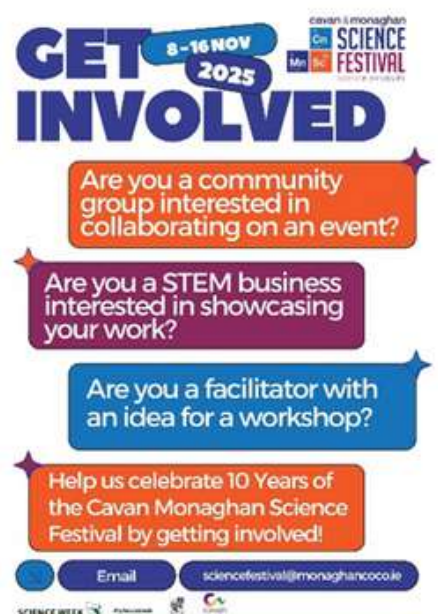 GET
8-16 NOV
2025
INVOLVED
cavan & monaghan
Cn SCIENCE
Mn Sc FESTIVAL
Are you a community
group interested in
collaborating on an event?
Are you a STEM business
interested in showcasing
your work?
Are you a facilitator with
an idea for a workshop?
Help us celebrate 10 Years of
the Cavan Monaghan Science
Festival by getting involved!
Email
sciencefestival@monaghancoco.ie
SCIENCE WEEK